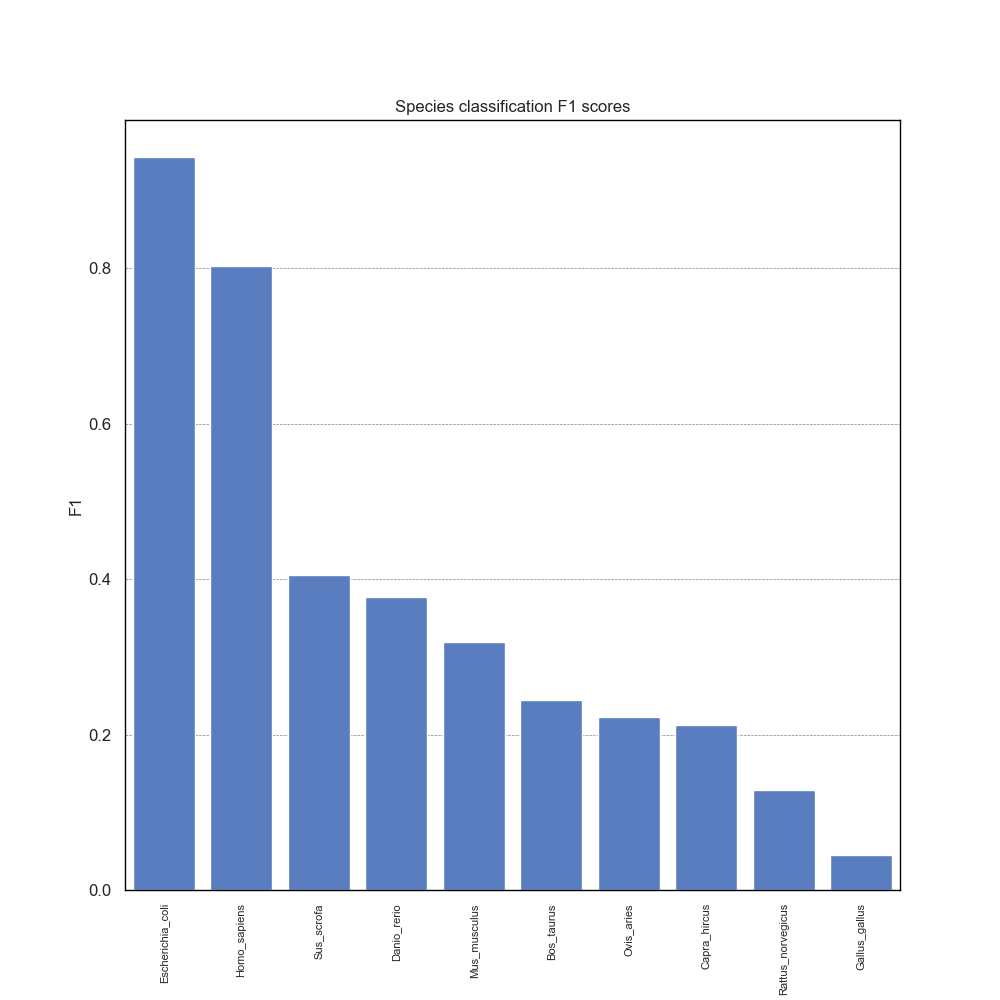 Species classification F1 scores
F1
0.8
0.6
0.4
0.2
0.0
Escherichia_coli
Homo_sapiens
Sus_scrofa
Danio_rerio
Mus_musculus
Bos_taurus
Ovis_aries
Capra_hircus
Rattus_norvegicus
Gallus_gallus